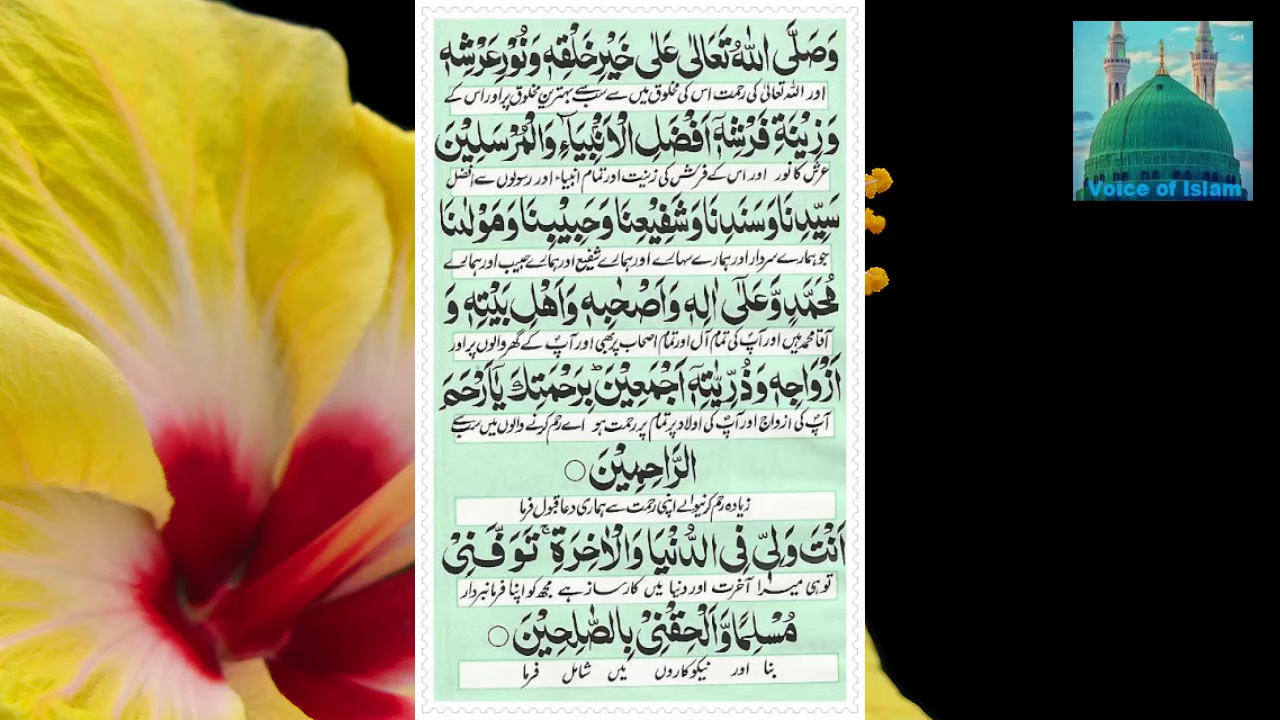 وَصَلَّى اللّٰهُ تَعَالٰى عَلٰى خَيْرِ خَلْقِهٖ وَنُوْرِ عَرْشِهٖ
اور اللہ تعالیٰ کی رحمت اس کی مخلوق میں سے سب سے بہترین مخلوق پر اور اس کے
وَزِيْنَةِ فَرْشِهٖٓ اَفْضَلِ الْاَنْبِيَآءِ وَالْمُرْسَلِيْنَ
عرش کا نور اور اس کے فرش کی زینت اور تمام انبیاء اور رسولوں سے افضل
سَيِّدِنَا وَسَنَدِنَا وَشَفِيْعِنَا وَحَبِيْبِنَا وَمَوْلٰنَا
جو ہمارے سردار اور ہمارے سہارے اور ہمارے شفیع اور ہمارے حبیب اور ہمارے
مُحَمَّدٍ وَّعَلٰٓى اٰلِهٖ وَاَصْحٰبِهٖ وَاَهْلِ بَيْتِهٖ وَ
آقا محمد ہیں اور آپؐ کی تمام آل اور تمام اصحاب پر بھی اور آپؐ کے گھر والوں پر اور
اَزْوَاجِهٖ وَذُرِّيّٰتِهٖٓ اَجْمَعِيْنَ ؕ بِرَحْمَتِكَ يَآ اَرْحَمَ
آپؐ کی ازواج اور آپؐ کی اولاد پر تمام پر رحمت ہو اے رحم کرنے والوں میں سب سے
الرَّاحِمِيْنَ ○
زیادہ رحم کرنیوالے اپنی رحمت سے ہماری دعا قبول فرما
اَنْتَ وَلِيّٖ فِى الدُّنْيَا وَالْاٰخِرَةِ ۚ تَوَفَّنِيْ
تو ہی میرا آخرت اور دنیا میں کارساز ہے مجھ کو اپنا فرمانبردار
مُسْلِمًا وَّاَلْحِقْنِيْ بِالصّٰلِحِيْنَ ○
بنا اور نیکوکاروں میں شامل فرما
Voice of Islam